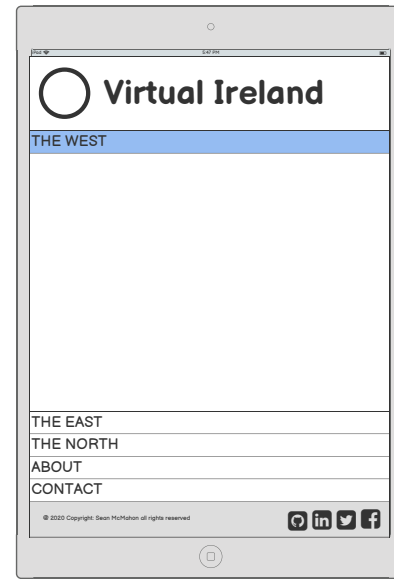 iPad 5:47 PM
Virtual Ireland
THE WEST
THE EAST
THE NORTH
ABOUT
CONTACT
© 2020 Copyright: Sean McMahon all rights reserved